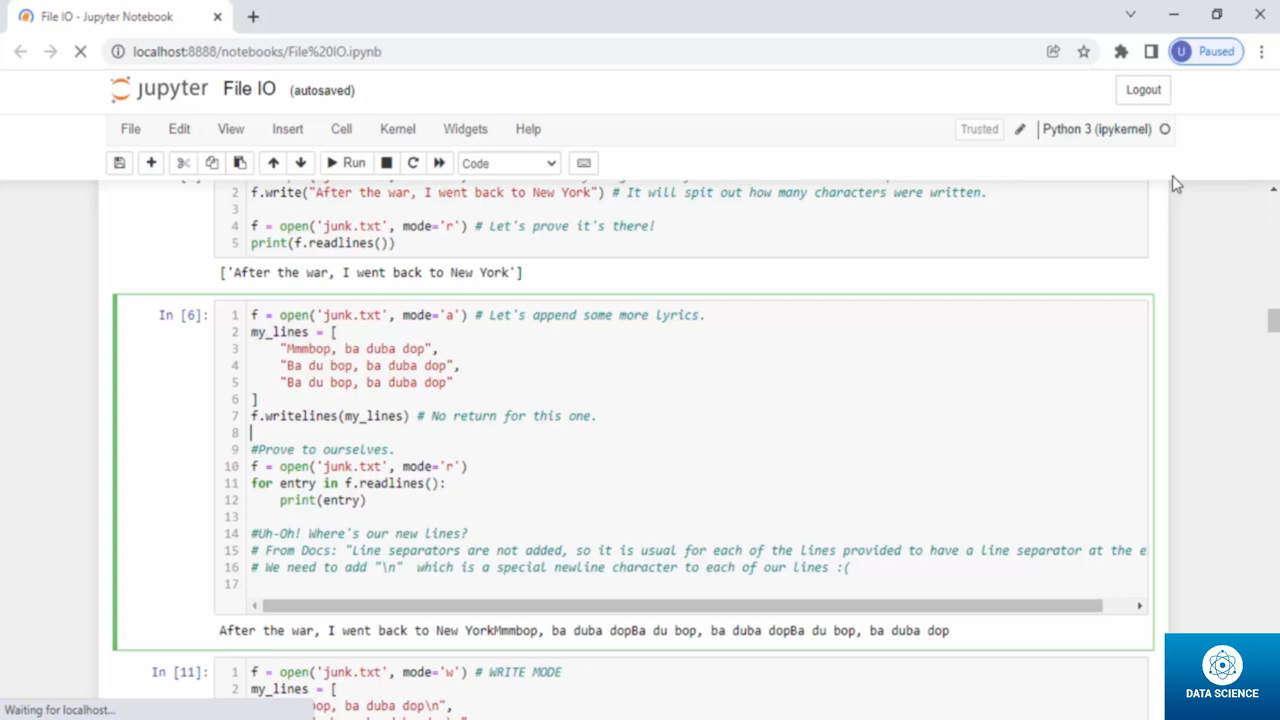 File IO - Jupyter Notebook
localhost:8888/notebooks/File%20IO.ipynb
U Paused
jupyter File IO (autosaved)
Logout
File Edit View Insert Cell Kernel Widgets Help
Trusted Python 3 (ipykernel)
Run Code
2 f.write("After the war, I went back to New York") # It will spit out how many characters were written.
3
4 f = open('junk.txt', mode='r') # Let's prove it's there!
5 print(f.readlines())
['After the war, I went back to New York']
In [6]:
1 f = open('junk.txt', mode='a') # Let's append some more lyrics.
2 my_lines = [
3 "Mmmbop, ba duba dop",
4 "Ba du bop, ba duba dop",
5 "Ba du bop, ba duba dop"
6 ]
7 f.writelines(my_lines) # No return for this one.
8
9 #Prove to ourselves.
10 f = open('junk.txt', mode='r')
11 for entry in f.readlines():
12 print(entry)
13
14 #Uh-Oh! Where's our new lines?
15 # From Docs: "Line separators are not added, so it is usual for each of the lines provided to have a line separator at the e
16 # We need to add "\n" which is a special newline character to each of our lines :(
17
After the war, I went back to New YorkMmmbop, ba duba dopBa du bop, ba duba dopBa du bop, ba duba dop
In [11]:
1 f = open('junk.txt', mode='w') # WRITE MODE
2 my_lines = [
bop, ba duba dop\n",
Waiting for localhost...
DATA SCIENCE